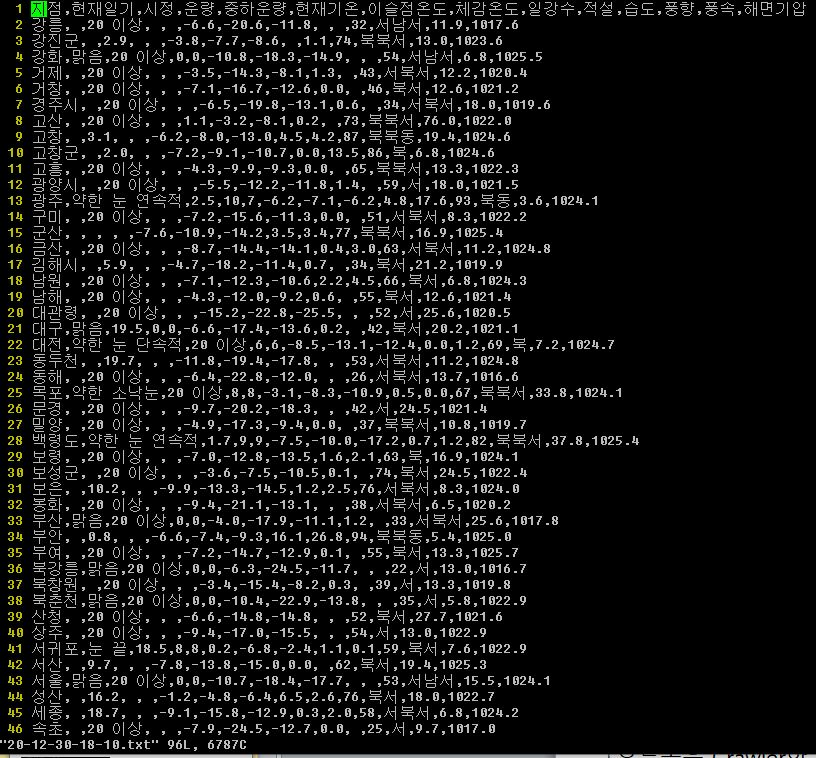 1 지점,현재일기,시정,운량,중하운량,현재기온,이슬점온도,체감온도,일강수,적설,습도,풍향,풍속,해면기압
2 강릉, ,20 이상, , ,-6.6,-20.6,-11.8, , ,32,서남서,11.9,1017.6
3 강진군, ,2.9, , ,-3.8,-7.7,-8.6, ,1.1,74,북북서,13.0,1023.6
4 강화,맑음,20 이상,0,0,-10.8,-18.3,-14.9, , ,54,서남서,6.8,1025.5
5 거제, ,20 이상, , ,-3.5,-14.3,-8.1,1.3, ,43,서북서,12.2,1020.4
6 거창, ,20 이상, , ,-7.1,-16.7,-12.6,0.0, ,46,북서,12.6,1021.2
7 경주시, ,20 이상, , ,-6.5,-19.8,-13.1,0.6, ,34,서북서,18.0,1019.6
8 고산, ,20 이상, , ,1.1,-3.2,-8.1,0.2, ,73,북북서,76.0,1022.0
9 고창, ,3.1, , ,-6.2,-8.0,-13.0,4.5,4.2,87,북북동,19.4,1024.6
10 고창군, ,2.0, , ,-7.2,-9.1,-10.7,0.0,13.5,86,북,6.8,1024.6
11 고흥, ,20 이상, , ,-4.3,-9.9,-9.3,0.0, ,65,북북서,13.3,1022.3
12 광양시, ,20 이상, , ,-5.5,-12.2,-11.8,1.4, ,59,서,18.0,1021.5
13 광주,약한 눈 연속적,2.5,10,7,-6.2,-7.1,-6.2,4.8,17.6,93,북동,3.6,1024.1
14 구미, ,20 이상, , ,-7.2,-15.6,-11.3,0.0, ,51,서북서,8.3,1022.2
15 군산, , , , ,-7.6,-10.9,-14.2,3.5,3.4,77,북북서,16.9,1025.4
16 금산, ,20 이상, , ,-8.7,-14.4,-14.1,0.4,3.0,63,서북서,11.2,1024.8
17 김해시, ,5.9, , ,-4.7,-18.2,-11.4,0.7, ,34,북서,21.2,1019.9
18 남원, ,20 이상, , ,-7.1,-12.3,-10.6,2.2,4.5,66,북서,6.8,1024.3
19 남해, ,20 이상, , ,-4.3,-12.0,-9.2,0.6, ,55,북서,12.6,1021.4
20 대관령, ,20 이상, , ,-15.2,-22.8,-25.5, , ,52,서,25.6,1020.5
21 대구,맑음,19.5,0,0,-6.6,-17.4,-13.6,0.2, ,42,북서,20.2,1021.1
22 대전,약한 눈 단속적,20 이상,6,6,-8.5,-13.1,-12.4,0.0,1.2,69,북,7.2,1024.7
23 동두천, ,19.7, , ,-11.8,-19.4,-17.8, , ,53,서북서,11.2,1024.8
24 동해, ,20 이상, , ,-6.4,-22.8,-12.0, , ,26,서북서,13.7,1016.6
25 목포,약한 소낙눈,20 이상,8,8,-3.1,-8.3,-10.9,0.5,0.0,67,북북서,33.8,1024.1
26 문경, ,20 이상, , ,-9.7,-20.2,-18.3, , ,42,서,24.5,1021.4
27 밀양, ,20 이상, , ,-4.9,-17.3,-9.4,0.0, ,37,북북서,10.8,1019.7
28 백령도,약한 눈 연속적,1.7,9,9,-7.5,-10.0,-17.2,0.7,1.2,82,북북서,37.8,1025.4
29 보령, ,20 이상, , ,-7.0,-12.8,-13.5,1.6,2.1,63,북,16.9,1024.1
30 보성군, ,20 이상, , ,-3.6,-7.5,-10.5,0.1, ,74,북서,24.5,1022.4
31 보은, ,10.2, , ,-9.9,-13.3,-14.5,1.2,2.5,76,서북서,8.3,1024.0
32 봉화, ,20 이상, , ,-9.4,-21.1,-13.1, , ,38,서북서,6.5,1020.2
33 부산,맑음,20 이상,0,0,-4.0,-17.9,-11.1,1.2, ,33,서북서,25.6,1017.8
34 부안, ,0.8, , ,-6.6,-7.4,-9.3,16.1,26.8,94,북북동,5.4,1025.0
35 부여, ,20 이상, , ,-7.2,-14.7,-12.9,0.1, ,55,북서,13.3,1025.7
36 북강릉,맑음,20 이상,0,0,-6.3,-24.5,-11.7, , ,22,서,13.0,1016.7
37 북창원, ,20 이상, , ,-3.4,-15.4,-8.2,0.3, ,39,서,13.3,1019.8
38 북춘천,맑음,20 이상,0,0,-10.4,-22.9,-13.8, , ,35,서,5.8,1022.9
39 산청, ,20 이상, , ,-6.6,-14.8,-14.8, , ,52,북서,27.7,1021.6
40 상주, ,20 이상, , ,-9.4,-17.0,-15.5, , ,54,서,13.0,1022.9
41 서귀포,눈 끝,18.5,8,8,0.2,-6.8,-2.4,1.1,0.1,59,북서,7.6,1022.9
42 서산, ,9.7, , ,-7.8,-13.8,-15.0,0.0, ,62,북서,19.4,1025.3
43 서울,맑음,20 이상,0,0,-10.7,-18.4,-17.7, , ,53,서남서,15.5,1024.1
44 성산, ,16.2, , ,-1.2,-4.8,-6.4,6.5,2.6,76,북서,18.0,1022.7
45 세종, ,18.7, , ,-9.1,-15.8,-12.9,0.3,2.0,58,서북서,6.8,1024.2
46 속초, ,20 이상, , ,-7.9,-24.5,-12.7,0.0, ,25,서,9.7,1017.0
"20-12-30-18-10.txt" 96L, 6787C